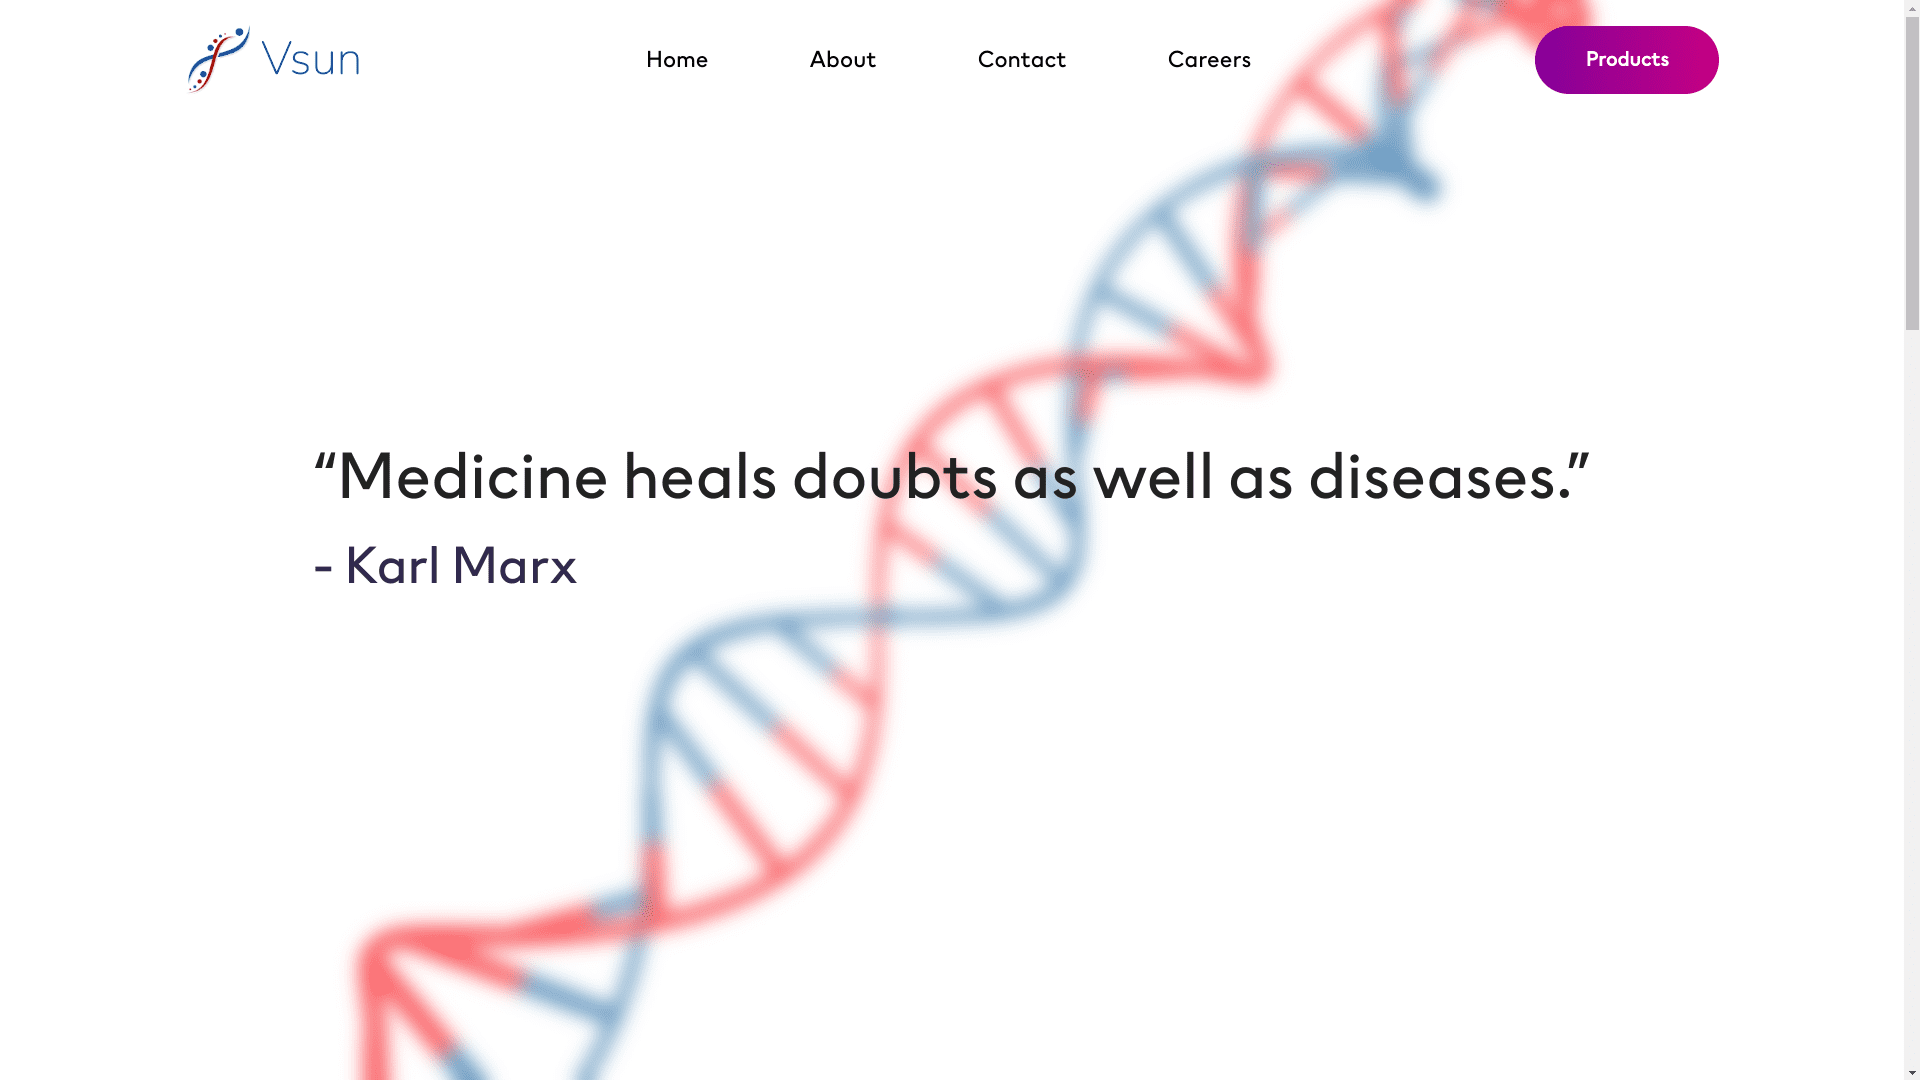 Vsun
Home
About
Contact
Careers
Products
“Medicine heals doubts as well as diseases.”
- Karl Marx